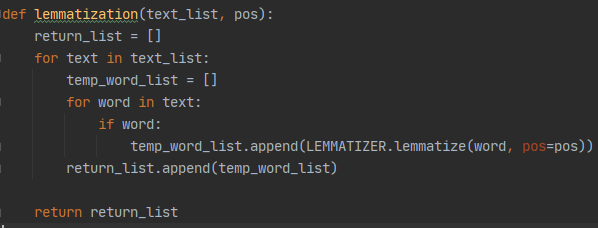 def lemmatization(text_list, pos):
    return_list = []
    for text in text_list:
        temp_word_list = []
        for word in text:
            if word:
                temp_word_list.append(LEMMATIZER.lemmatize(word, pos=pos))
        return_list.append(temp_word_list)

    return return_list